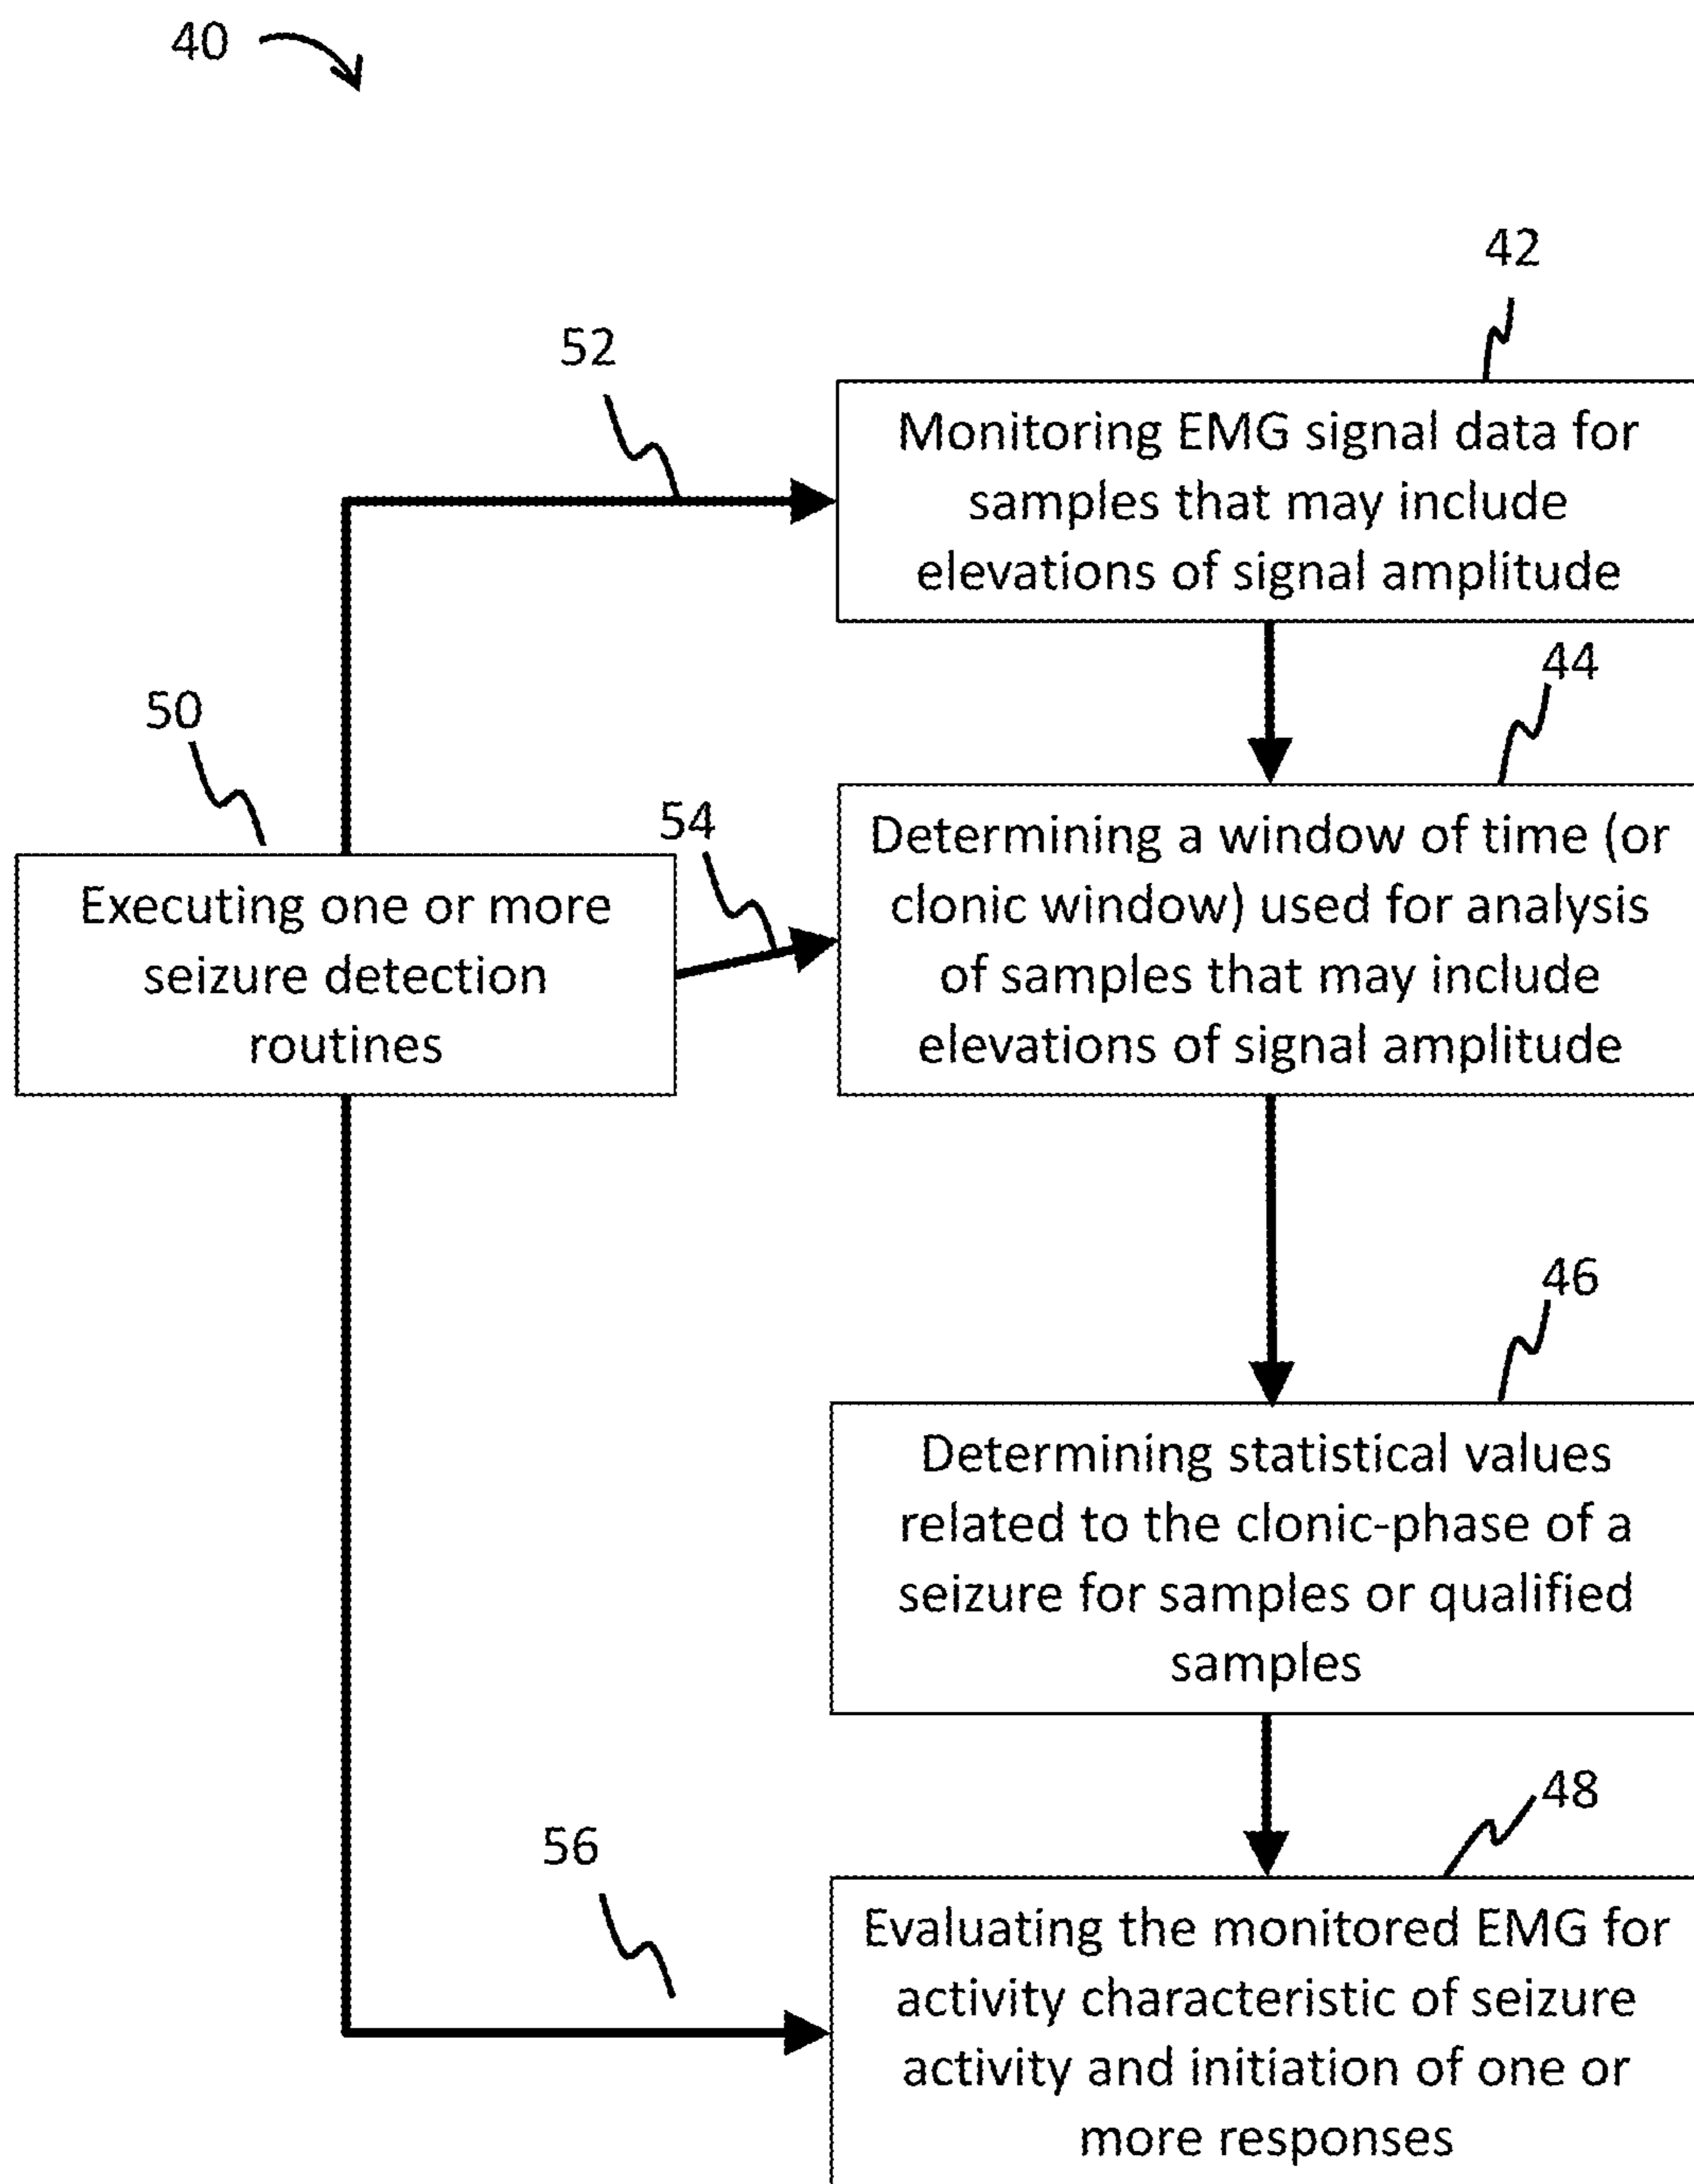 40
42
52
Monitoring EMG signal data for
samples that may include
elevations of signal amplitude
44
50
54
Determining a window of time (or
clonic window) used for analysis
of samples that may include
elevations of signal amplitude
Executing one or more
seizure detection
routines
46
Determining statistical values
related to the clonic-phase of a
seizure for samples or qualified
samples
48
56
Evaluating the monitored EMG for
activity characteristic of seizure
activity and initiation of one or
more responses